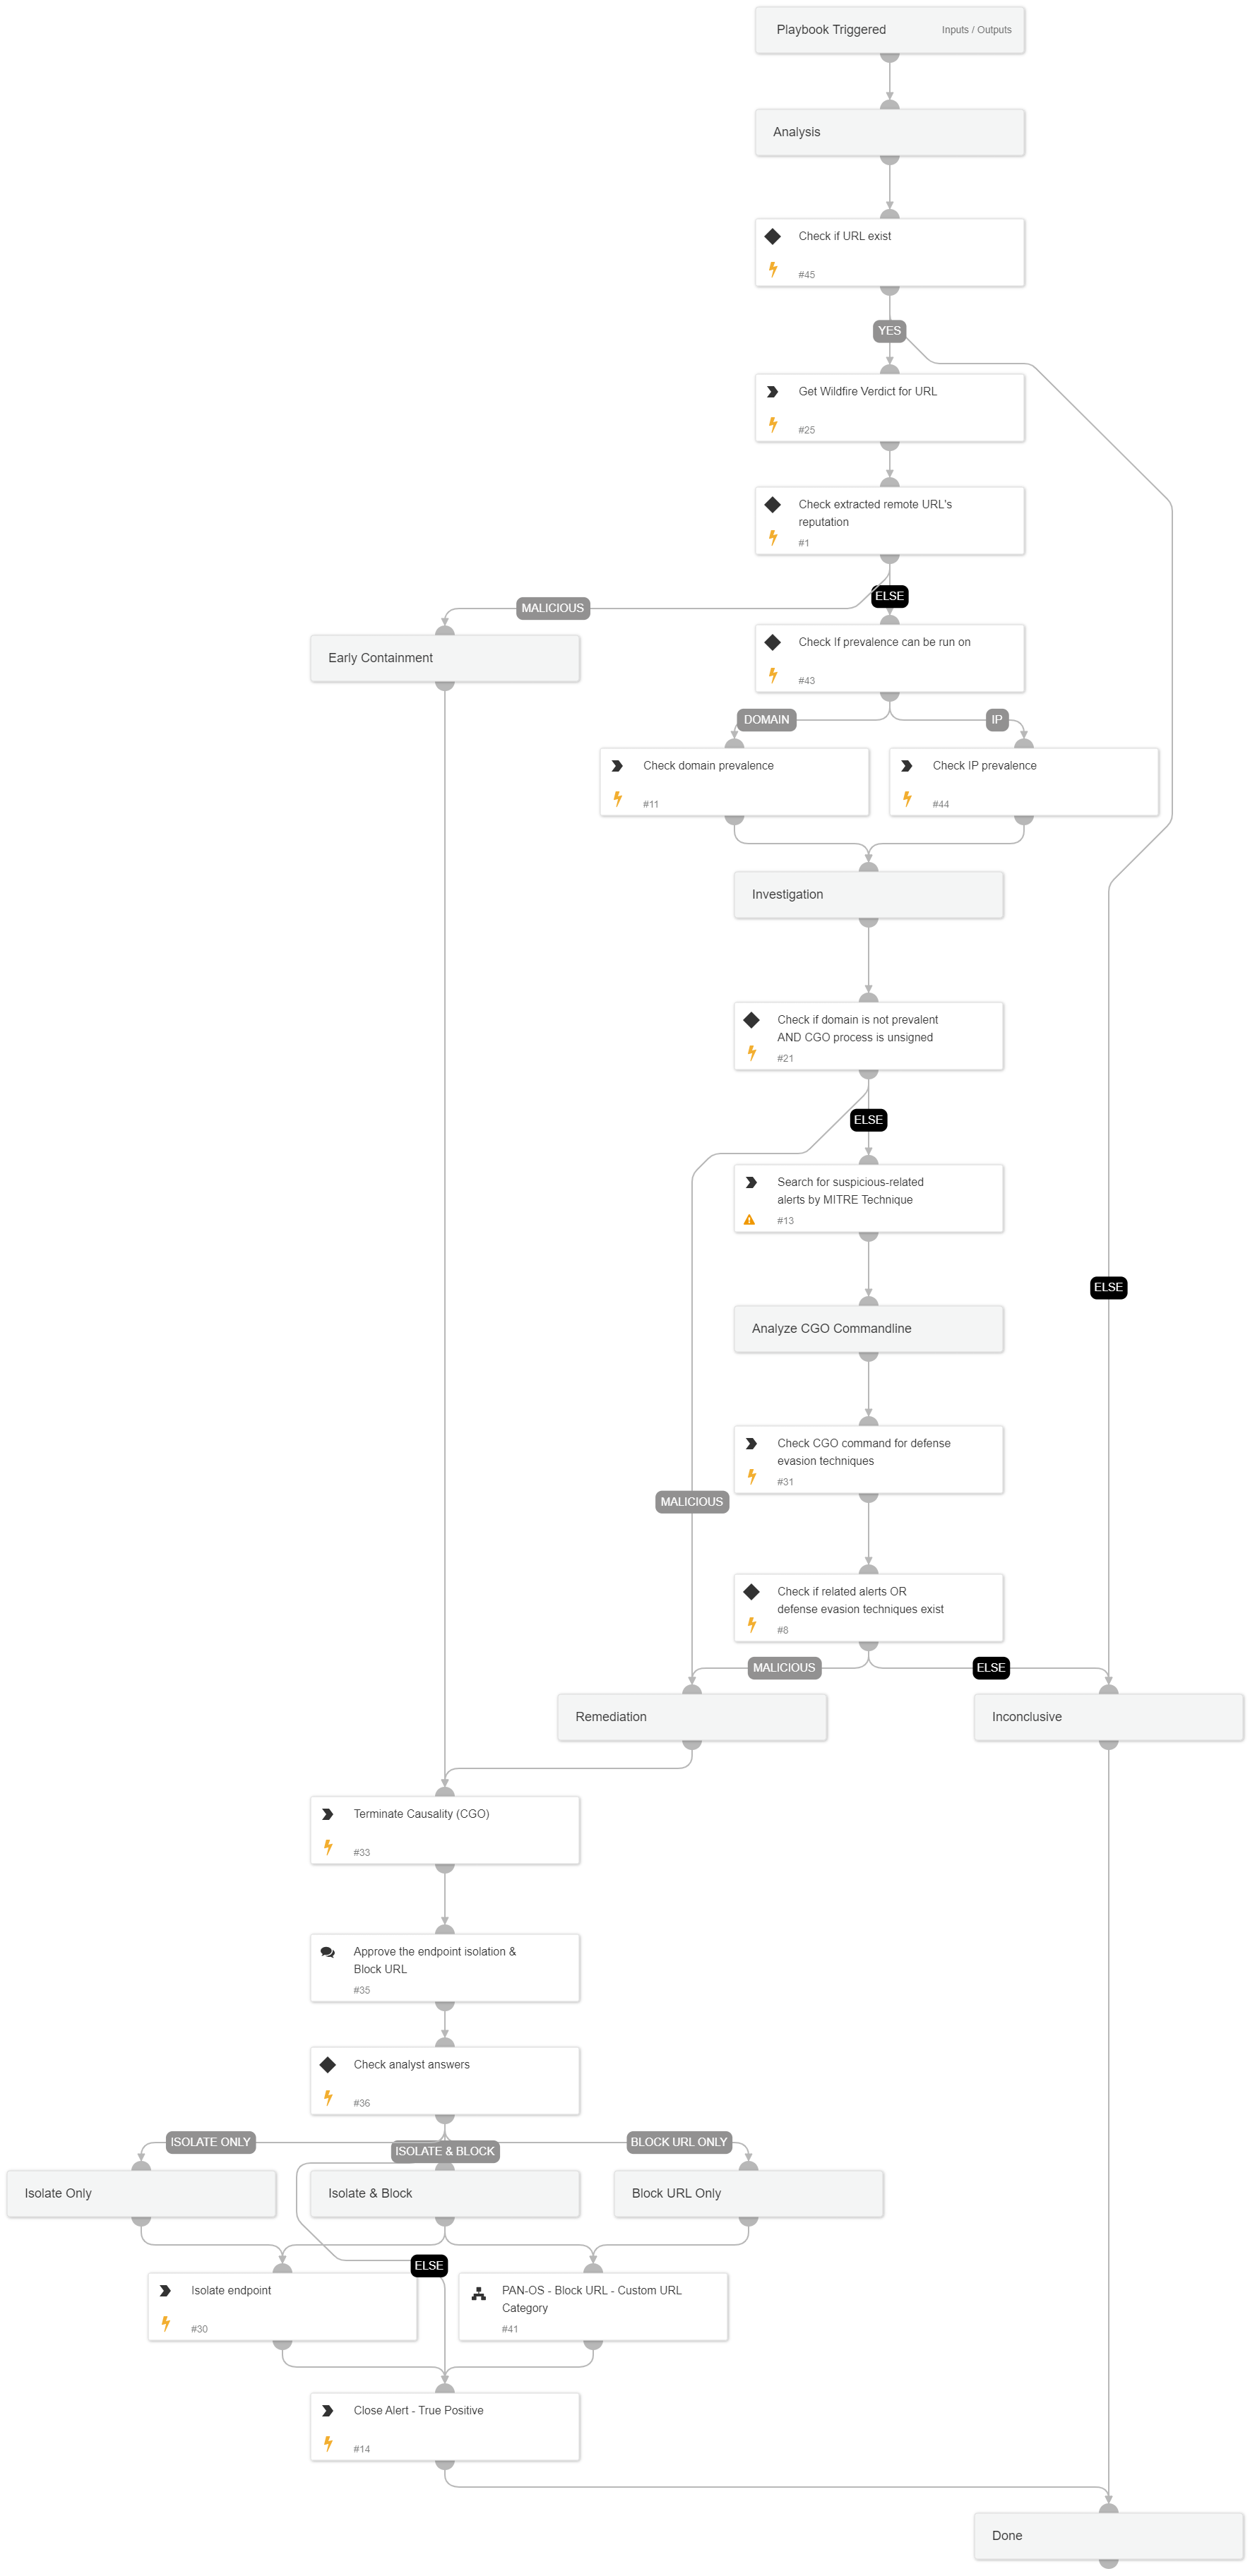 Playbook Triggered
Inputs / Outputs
Analysis
Check if URL exist
#45
YES
Get Wildfire Verdict for URL
#25
Check extracted remote URL's
reputation
#1
ELSE
MALICIOUS
Early Containment
Check If prevalence can be run on
#43
DOMAIN
IP
Check domain prevalence
#11
Check IP prevalence
#44
Investigation
Check if domain is not prevalent
AND CGO process is unsigned
#21
ELSE
Search for suspicious-related
alerts by MITRE Technique
#13
ELSE
Analyze CGO Commandline
Check CGO command for defense
evasion techniques
#31
MALICIOUS
Check if related alerts OR
defense evasion techniques exist
#8
MALICIOUS
ELSE
Remediation
Inconclusive
Terminate Causality (CGO)
#33
Approve the endpoint isolation &
Block URL
#35
Check analyst answers
#36
ISOLATE ONLY
ISOLATE & BLOCK
BLOCK URL ONLY
Isolate Only
Isolate & Block
Block URL Only
ELSE
Isolate endpoint
#30
PAN-OS - Block URL - Custom URL
Category
#41
Close Alert - True Positive
#14
Done